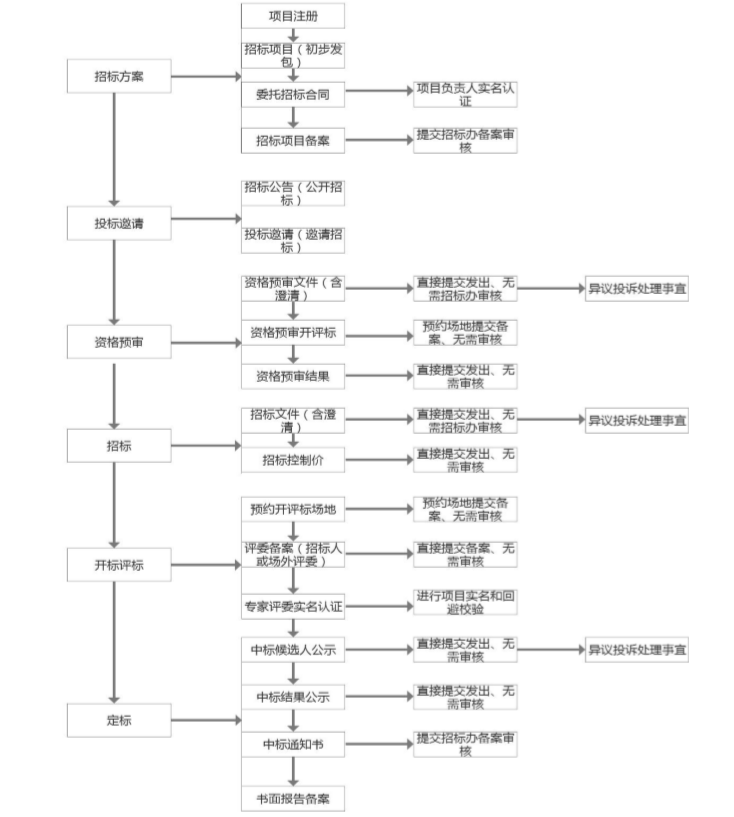 项目注册
招标项目（初步发
包）
招标方案
委托招标合同
项目负责人实名认
证
招标项目备案
提交招标办备案审
核
招标公告（公开招
标）
投标邀请
投标邀请（邀请招
标）
资格预审文件（含
澄清）
直接提交发出、无
需招标办审核
异议投诉处理事宜
资格预审
资格预审开评标
预约场地提交备
案、无需审核
资格预审结果
直接提交发出、无
需审核
招标文件（含澄
清）
直接提交发出、无
需招标办审核
异议投诉处理事宜
招标
招标控制价
直接提交发出、无
需审核
预约开评标场地
预约场地提交备
案、无需审核
开标评标
评委备案（招标人
或场外评委）
直接提交备案、无
需审核
专家评委实名认证
进行项目实名和回
避校验
中标候选人公示
直接提交发出、无
需审核
异议投诉处理事宜
中标结果公示
直接提交发出、无
需审核
定标
中标通知书
提交招标办备案审
核
书面报告备案